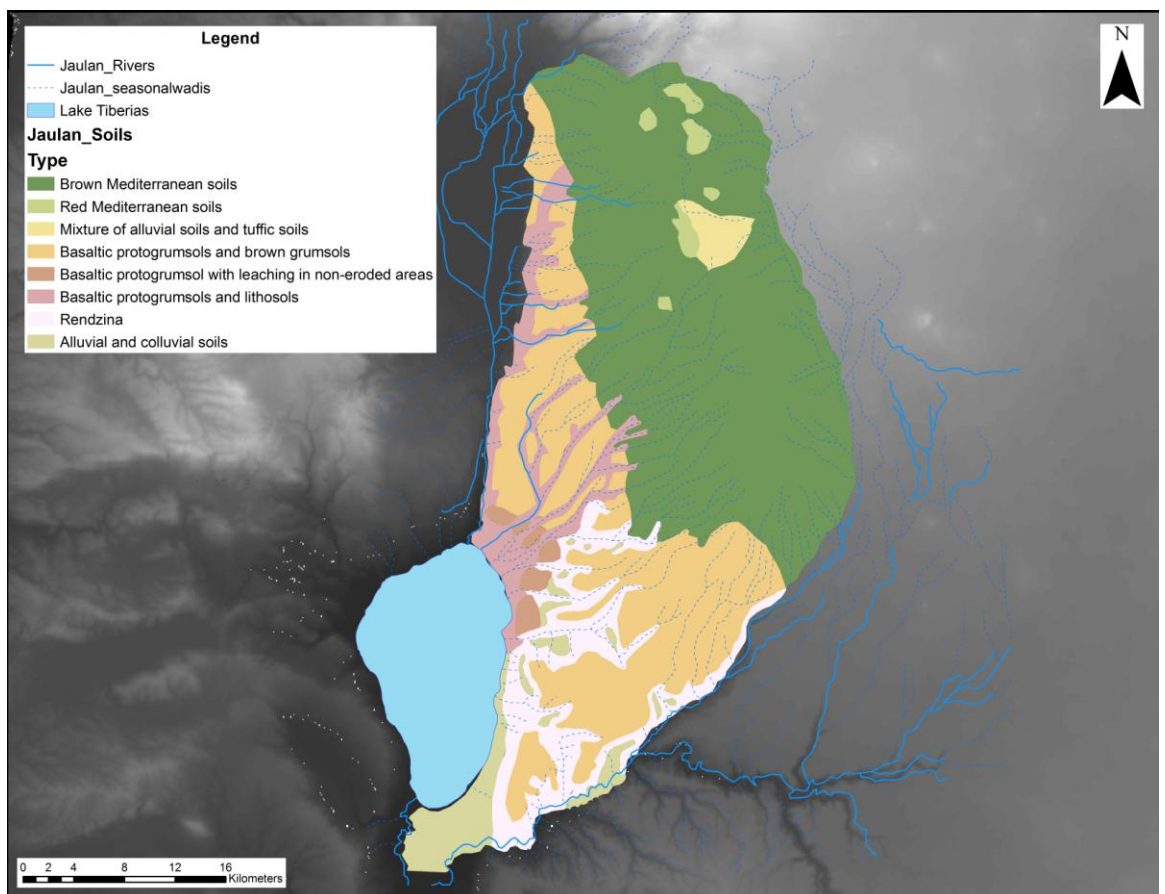 Legend
Jaulan_Rivers
Jaulan_seasonalwadis
Lake Tiberias
Jaulan_Soils
Type
Brown Mediterranean soils
Red Mediterranean soils
Mixture of alluvial soils and tuffic soils
Basaltic protogrumsols and brown grumsols
Basaltic protogrumsol with leaching in non-eroded areas
Basaltic protogrumsols and lithosols
Rendzina
Alluvial and colluvial soils
N
0 2 4 8 12 16
Kilometers